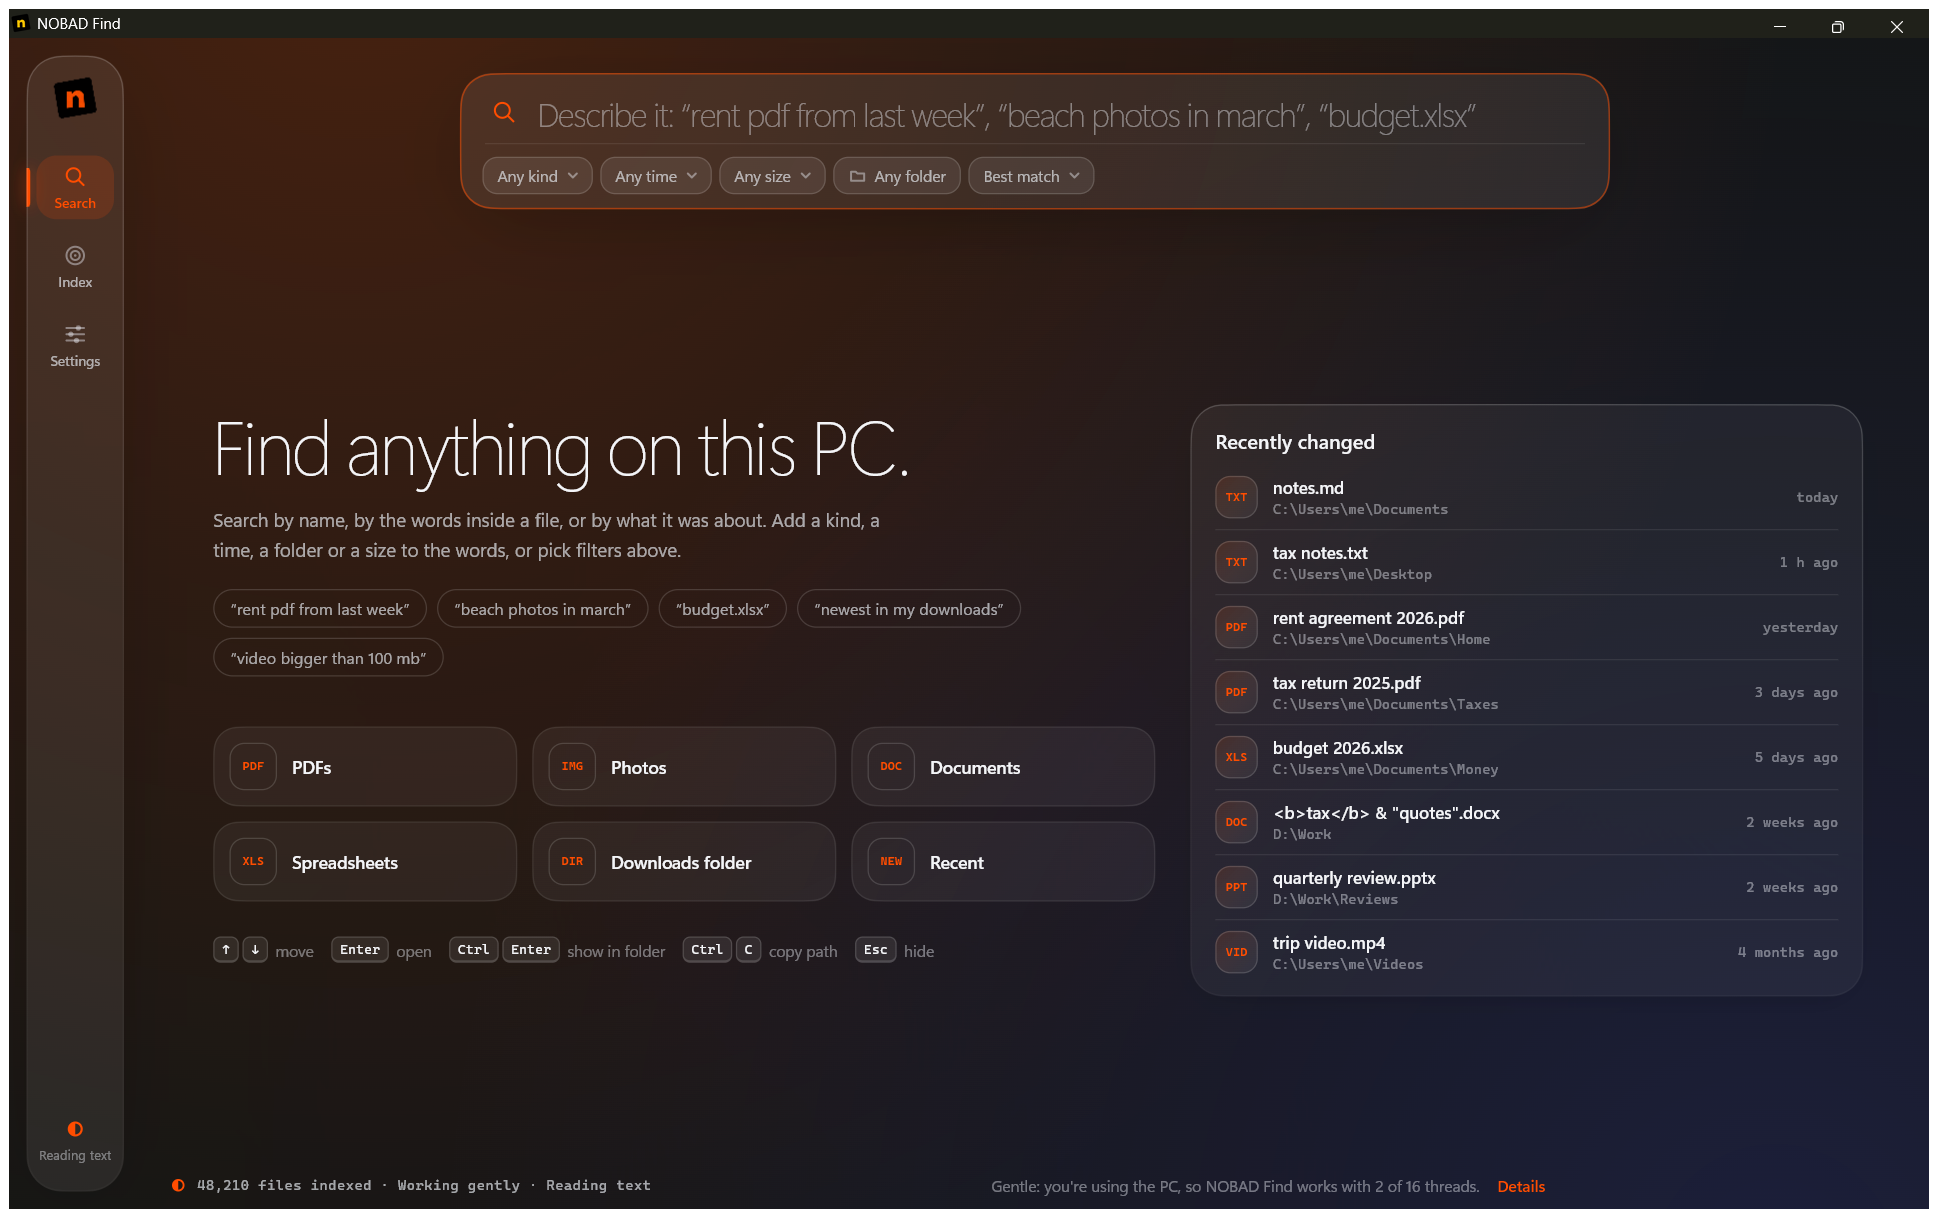 n NOBAD Find
n
Search
Index
Settings
Reading text
Describe it: "rent pdf from last week", "beach photos in march", "budget.xlsx"
Any kind Any time Any size Any folder Best match
Find anything on this PC.
Search by name, by the words inside a file, or by what it was about. Add a kind, a
time, a folder or a size to the words, or pick filters above.
"rent pdf from last week" "beach photos in march" "budget.xlsx" "newest in my downloads"
"video bigger than 100 mb"
PDF PDFs IMG Photos DOC Documents
XLS Spreadsheets DIR Downloads folder NEW Recent
↑ ↓ move Enter open Ctrl Enter show in folder Ctrl C copy path Esc hide
Recently changed
TXT notes.md today
C:\Users\me\Documents
TXT tax notes.txt 1 h ago
C:\Users\me\Desktop
PDF rent agreement 2026.pdf yesterday
C:\Users\me\Documents\Home
PDF tax return 2025.pdf 3 days ago
C:\Users\me\Documents\Taxes
XLS budget 2026.xlsx 5 days ago
C:\Users\me\Documents\Money
DOC <b>tax</b> & "quotes".docx 2 weeks ago
D:\Work
PPT quarterly review.pptx 2 weeks ago
D:\Work\Reviews
VID trip video.mp4 4 months ago
C:\Users\me\Videos
48,210 files indexed · Working gently · Reading text
Gentle: you're using the PC, so NOBAD Find works with 2 of 16 threads. Details